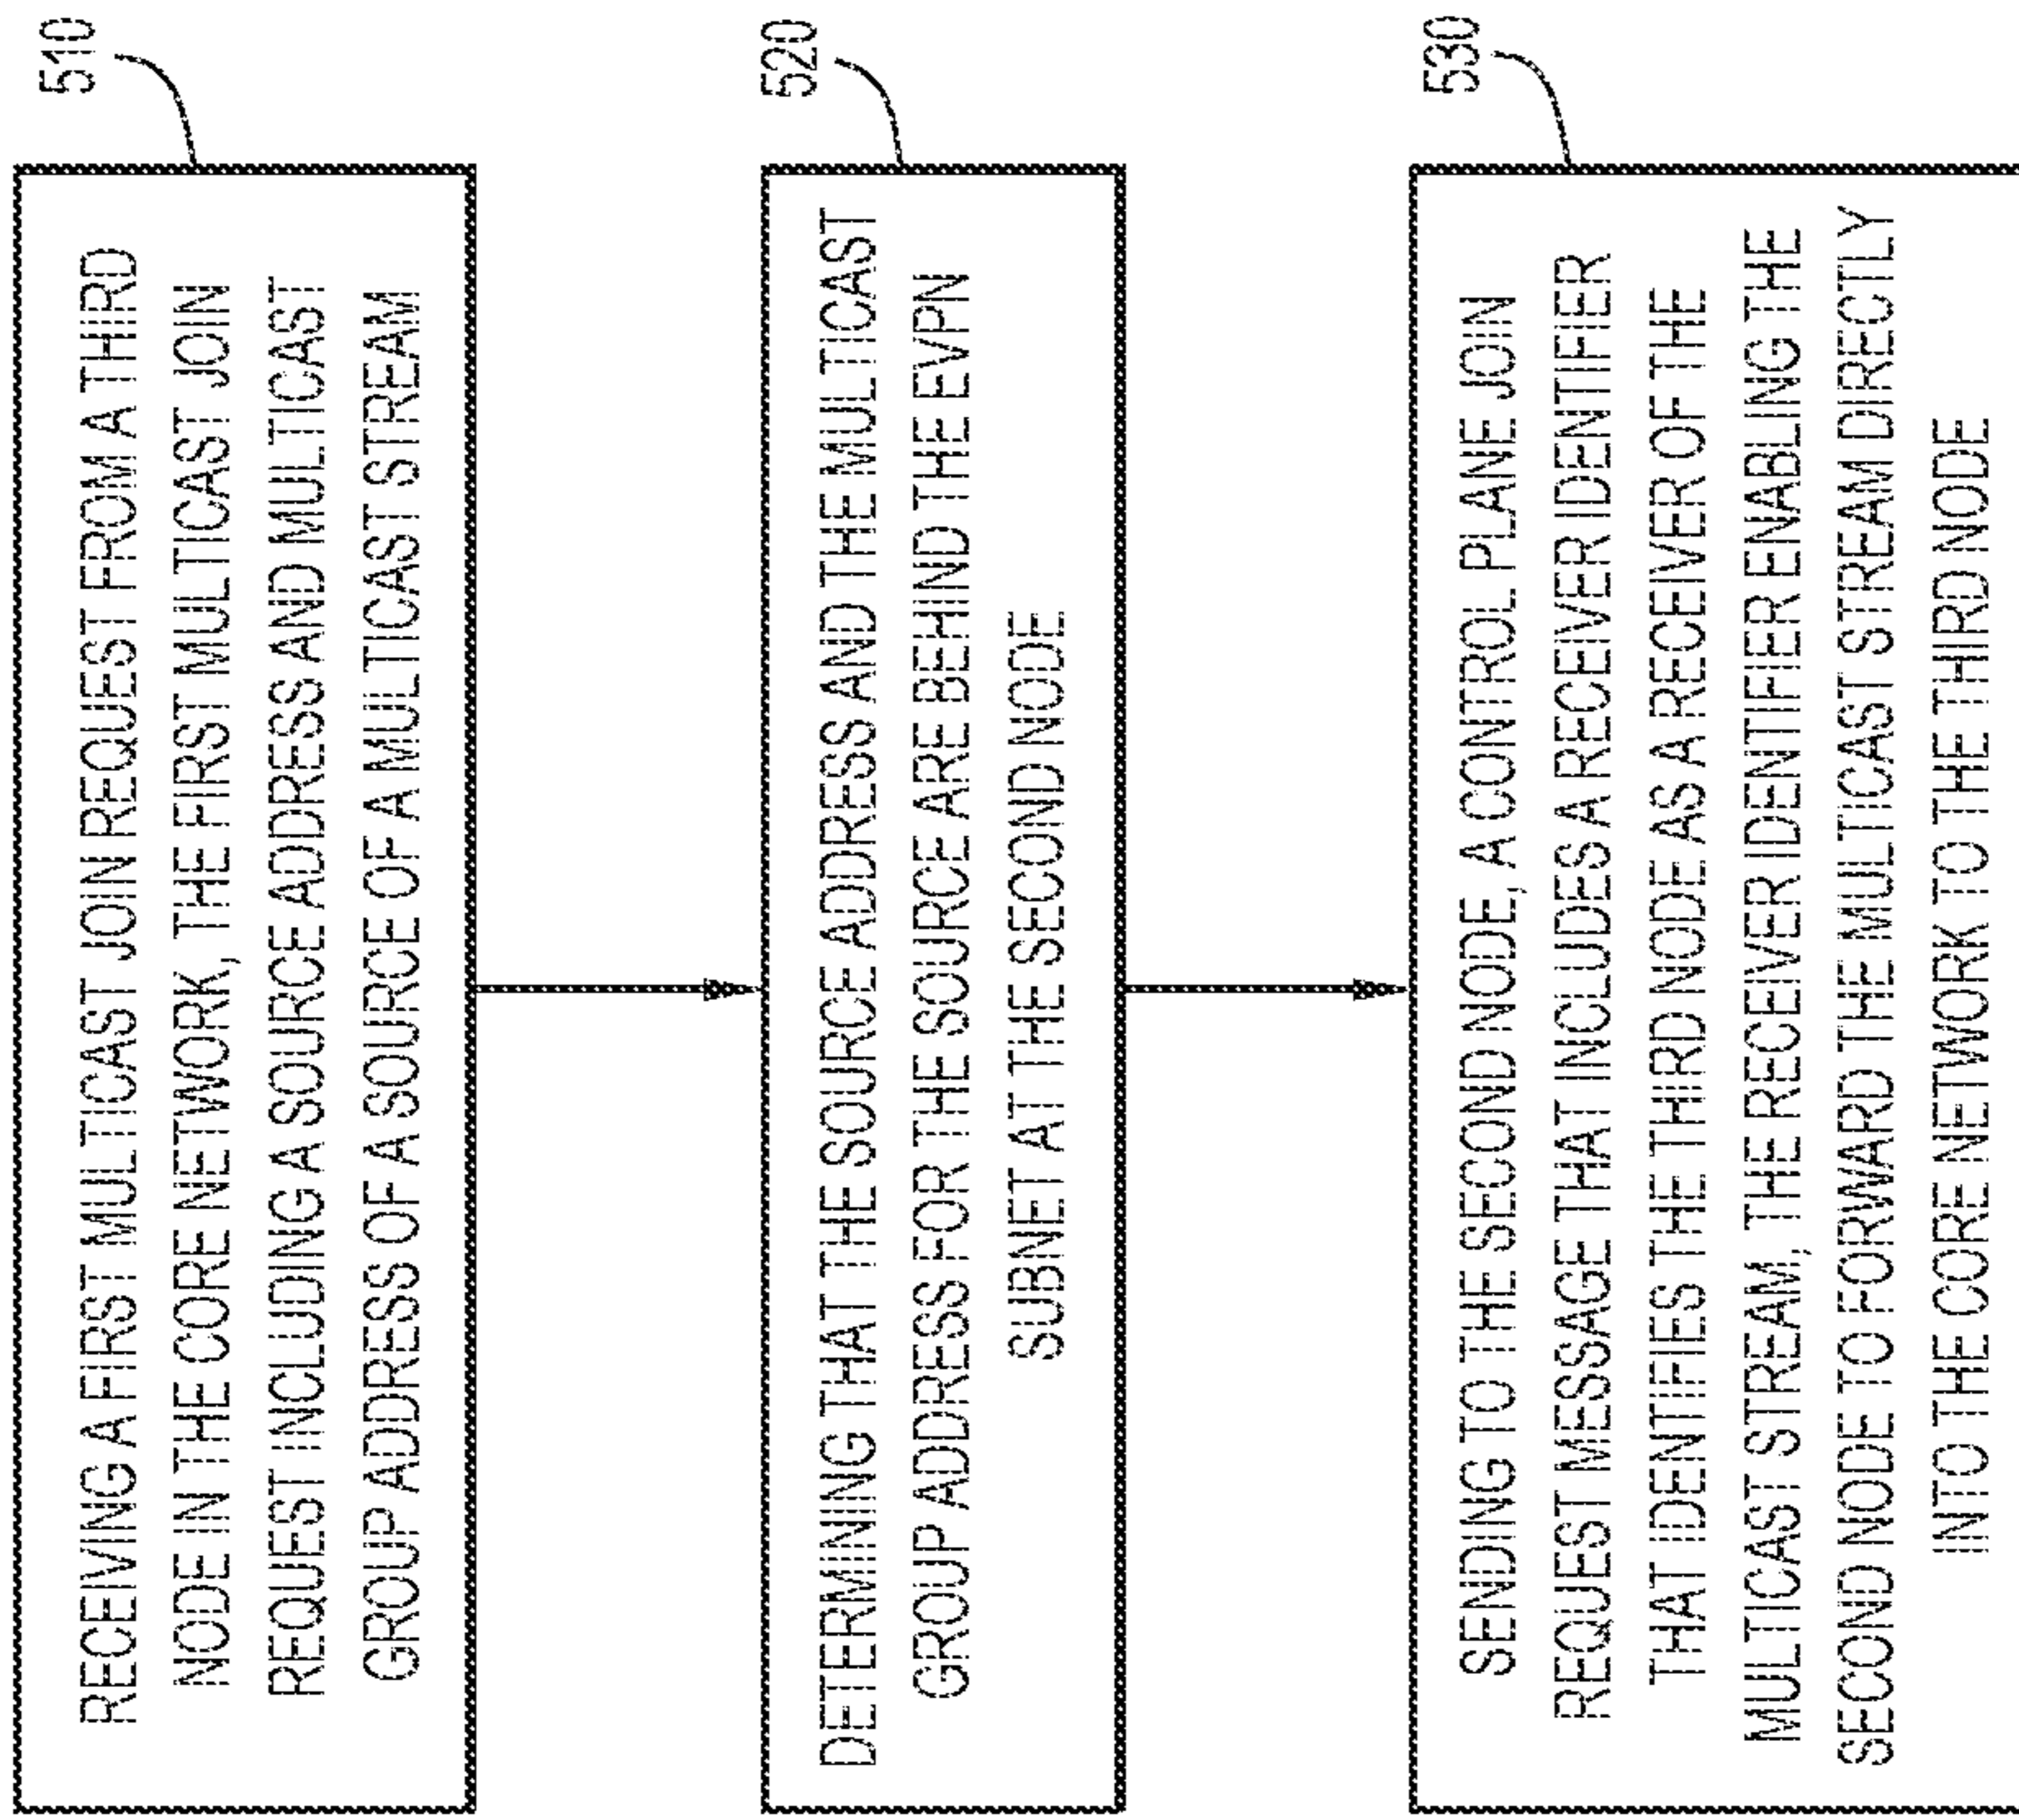 510
RECEIVING A FIRST MULTICAST JOIN REQUEST FROM A THIRD
NODE IN THE CORE NETWORK, THE FIRST MULTICAST JOIN
REQUEST INCLUDING A SOURCE ADDRESS AND MULTICAST
GROUP ADDRESS OF A SOURCE OF A MULTICAST STREAM
520
DETERMINING THAT THE SOURCE ADDRESS AND THE MULTICAST
GROUP ADDRESS FOR THE SOURCE ARE BEHIND THE EVPN
SUBNET AT THE SECOND NODE
530
SENDING TO THE SECOND NODE, A CONTROL PLANE JOIN
REQUEST MESSAGE THAT INCLUDES A RECEIVER IDENTIFIER
THAT IDENTIFIES THE THIRD NODE AS A RECEIVER OF THE
MULTICAST STREAM, THE RECEIVER IDENTIFIER ENABLING THE
SECOND NODE TO FORWARD THE MULTICAST STREAM DIRECTLY
INTO THE CORE NETWORK TO THE THIRD NODE